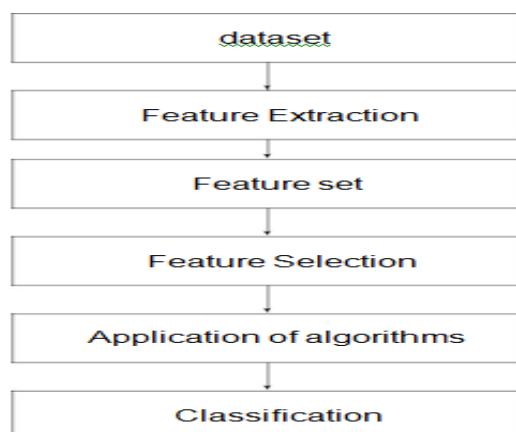 dataset
Feature Extraction
Feature set
Feature Selection
Application of algorithms
Classification